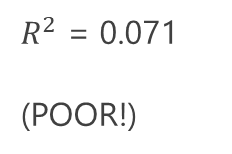 R² = 0.071
(POOR!)